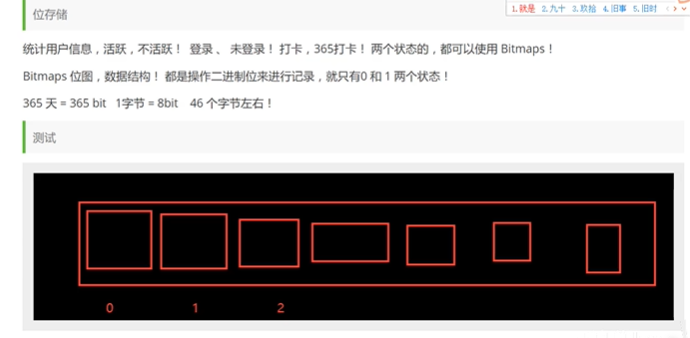 1.就是 2.九十 3.玖拾 4.旧事 5.旧时
位存储
统计用户信息，活跃，不活跃！ 登录 、 未登录！ 打卡，365打卡！ 两个状态的，都可以使用 Bitmaps！
Bitmaps 位图，数据结构！ 都是操作二进制位来进行记录，就只有0 和 1 两个状态！
365 天 = 365 bit 1字节 = 8bit 46 个字节左右！
测试
0 1 2